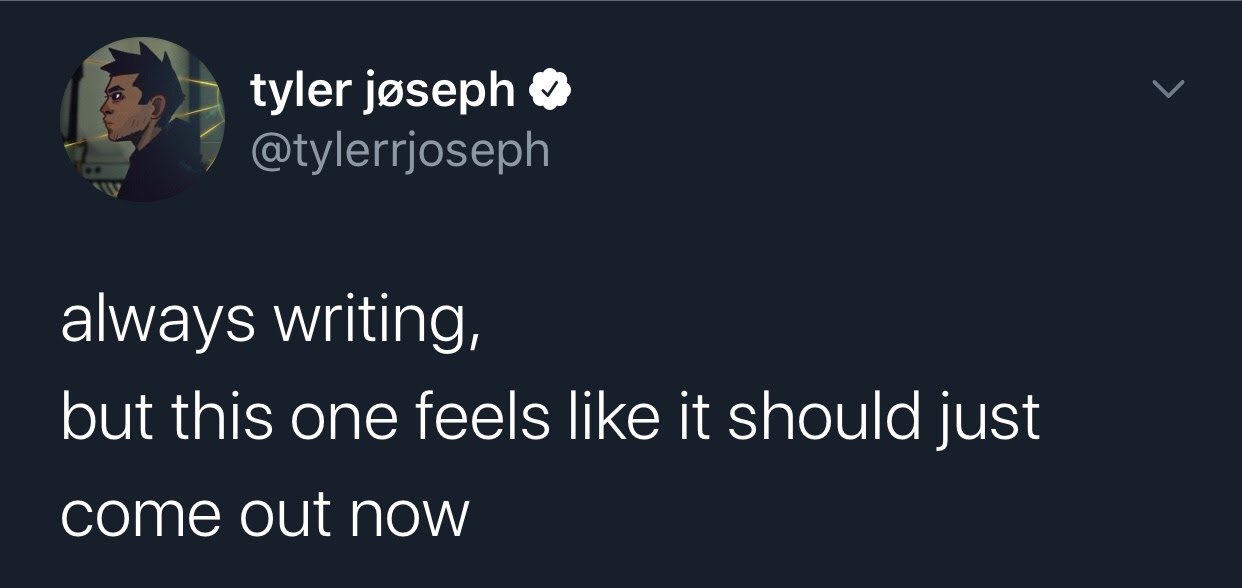 tyler jøseph
@tylerrjoseph
always writing,
but this one feels like it should just
come out now